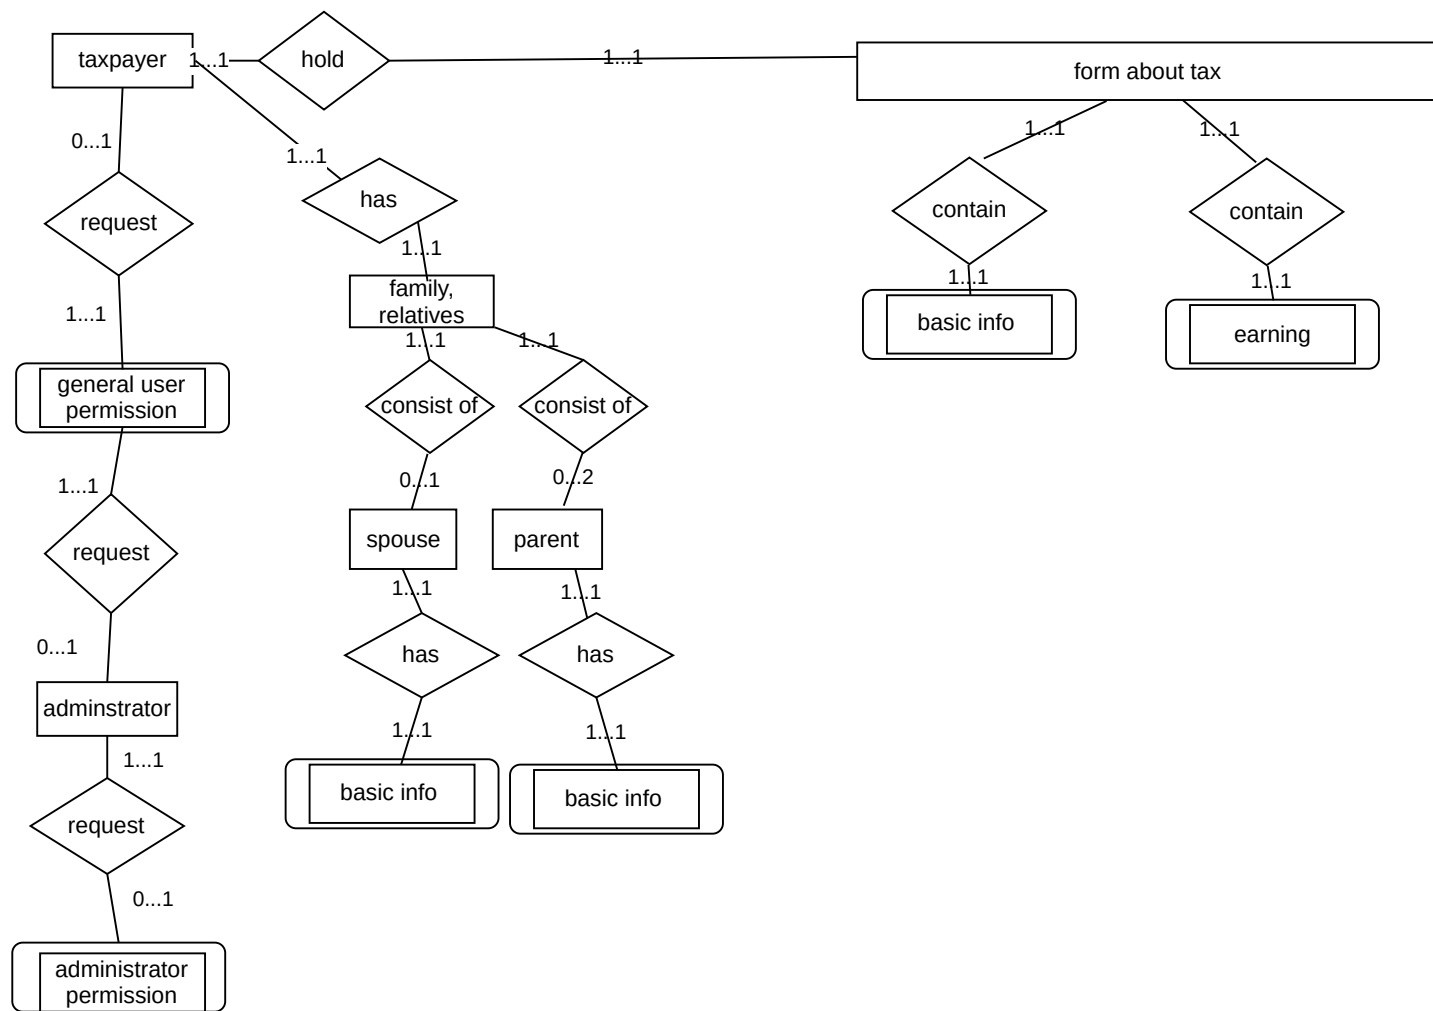 taxpayer
1...1
hold
1...1
form about tax
0...1
1...1
1...1
1...1
request
has
contain
contain
1...1
1...1
1...1
1...1
family,
relatives
basic info
earning
1...1
1...1
general user
permission
consist of
consist of
1...1
0...1
0...2
request
spouse
parent
1...1
1...1
0...1
has
has
adminstrator
1...1
1...1
1...1
request
basic info
basic info
0...1
administrator
permission